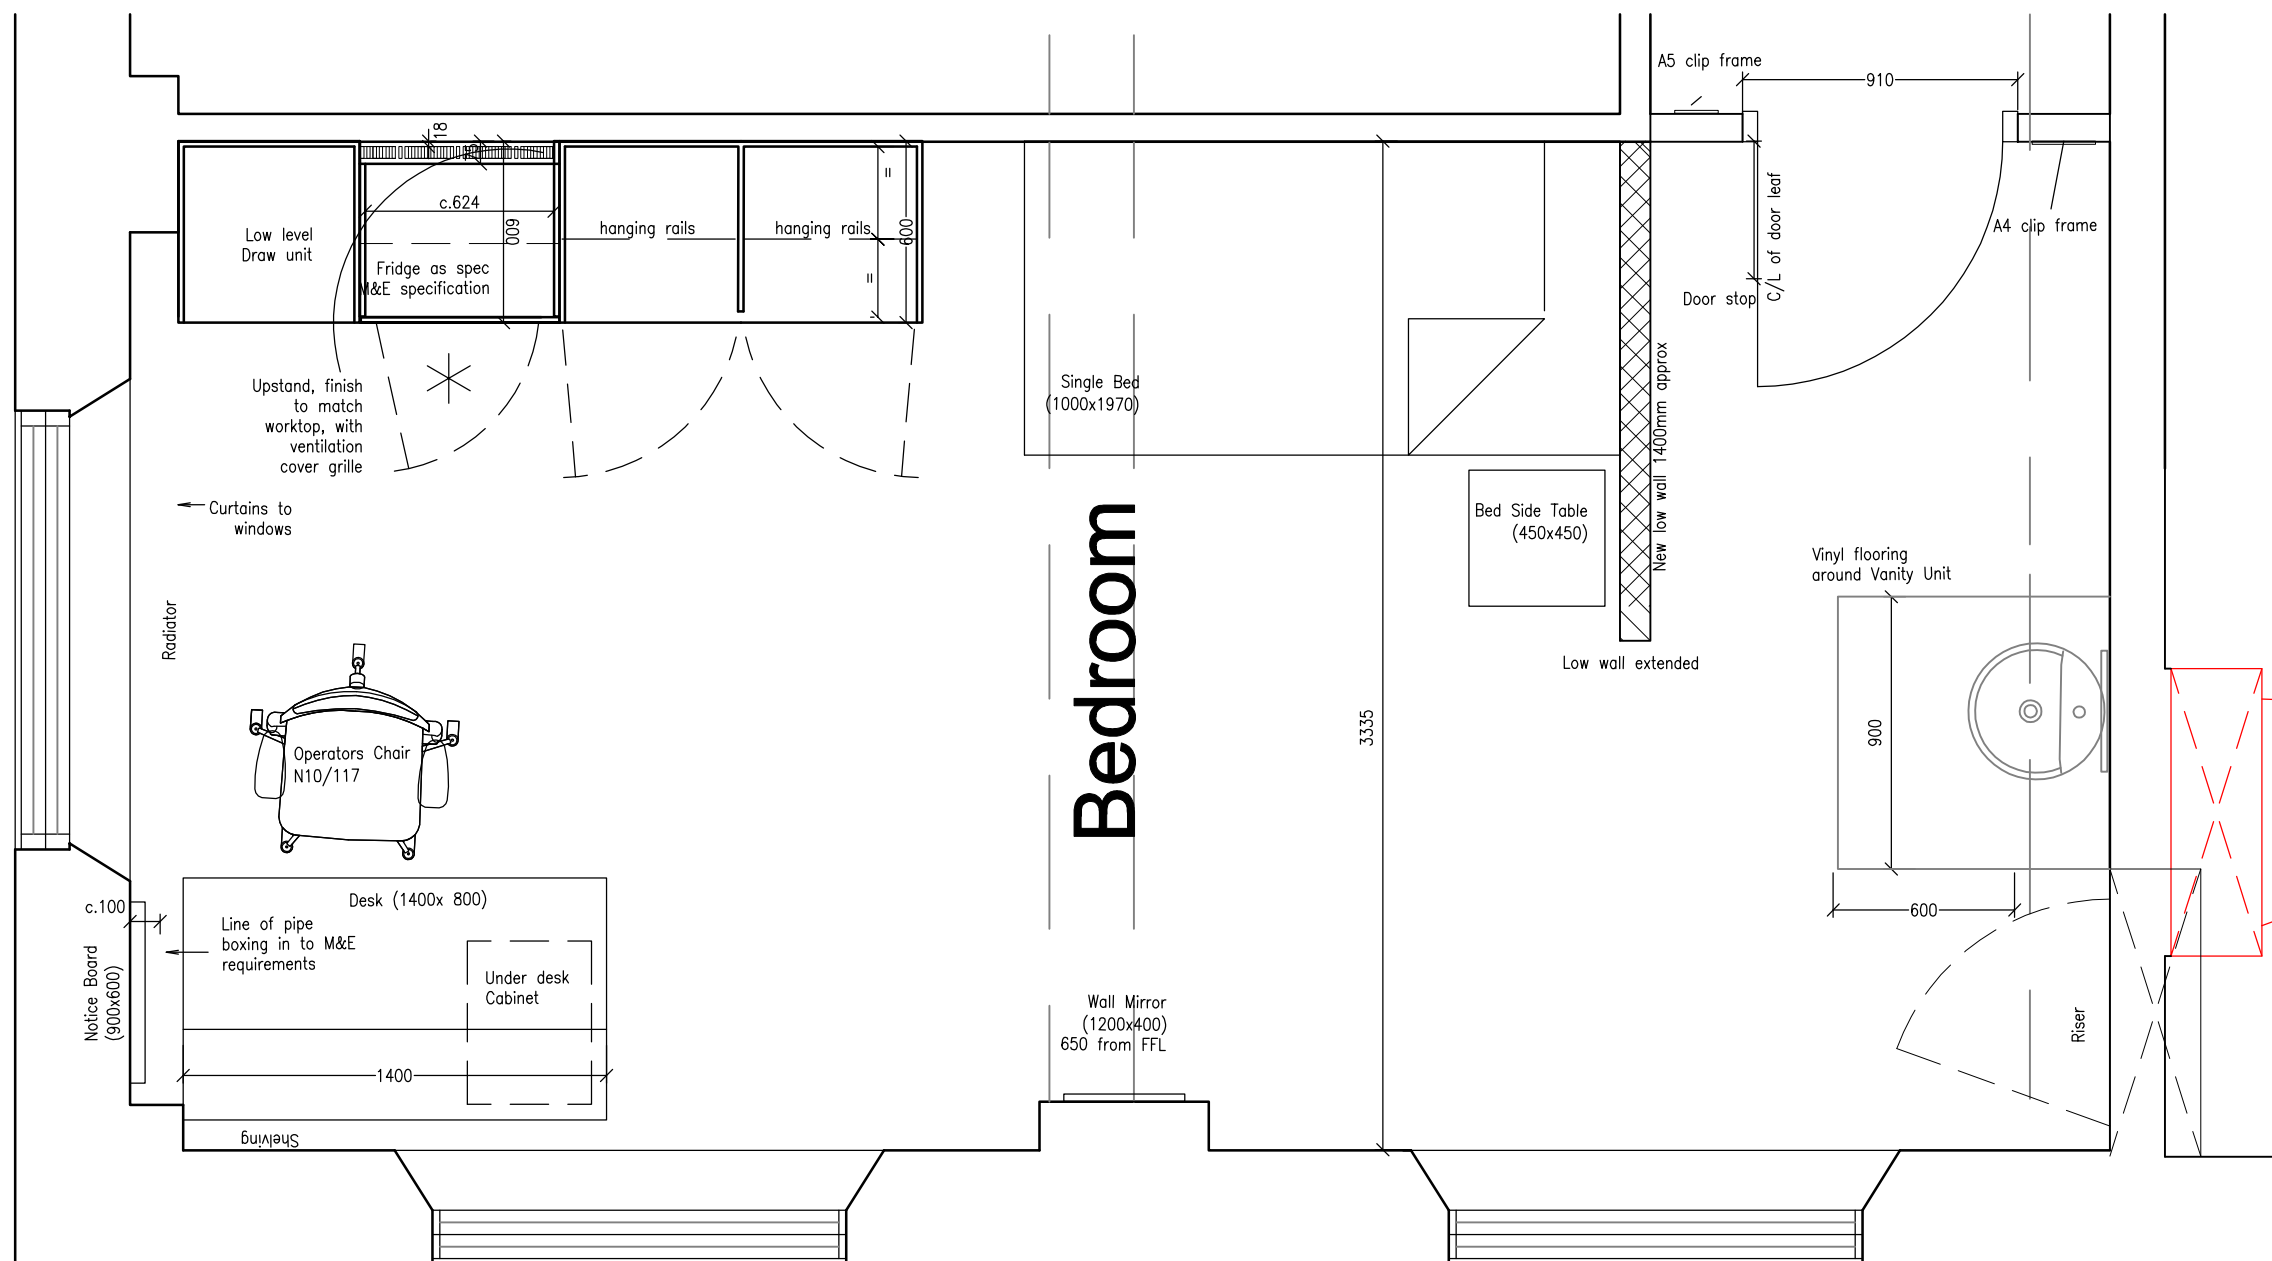 A5 clip frame
910
18
c.624
600
hanging rails
hanging rails
=
=
600
Low level
Draw unit
Fridge as spec
M&E specification
C/L of door leaf
A4 clip frame
Door stop
Upstand, finish
to match
worktop, with
ventilation
cover grille
Single Bed
(1000x1970)
New low wall 1400mm approx
Curtains to
windows
Bed Side Table
(450x450)
Vinyl flooring
around Vanity Unit
Radiator
Bedroom
Low wall extended
3335
900
Operators Chair
N10/117
c.100
Desk (1400x 800)
600
Line of pipe
boxing in to M&E
requirements
Notice Board
(900x600)
Under desk
Cabinet
Wall Mirror
(1200x400)
650 from FFL
Riser
1400
Shelving